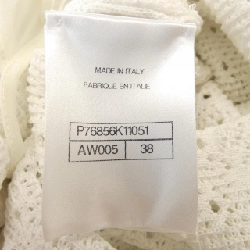 MADE IN ITALY
FABRIQUE EN ITALIE
P76856K11051
AW005 38